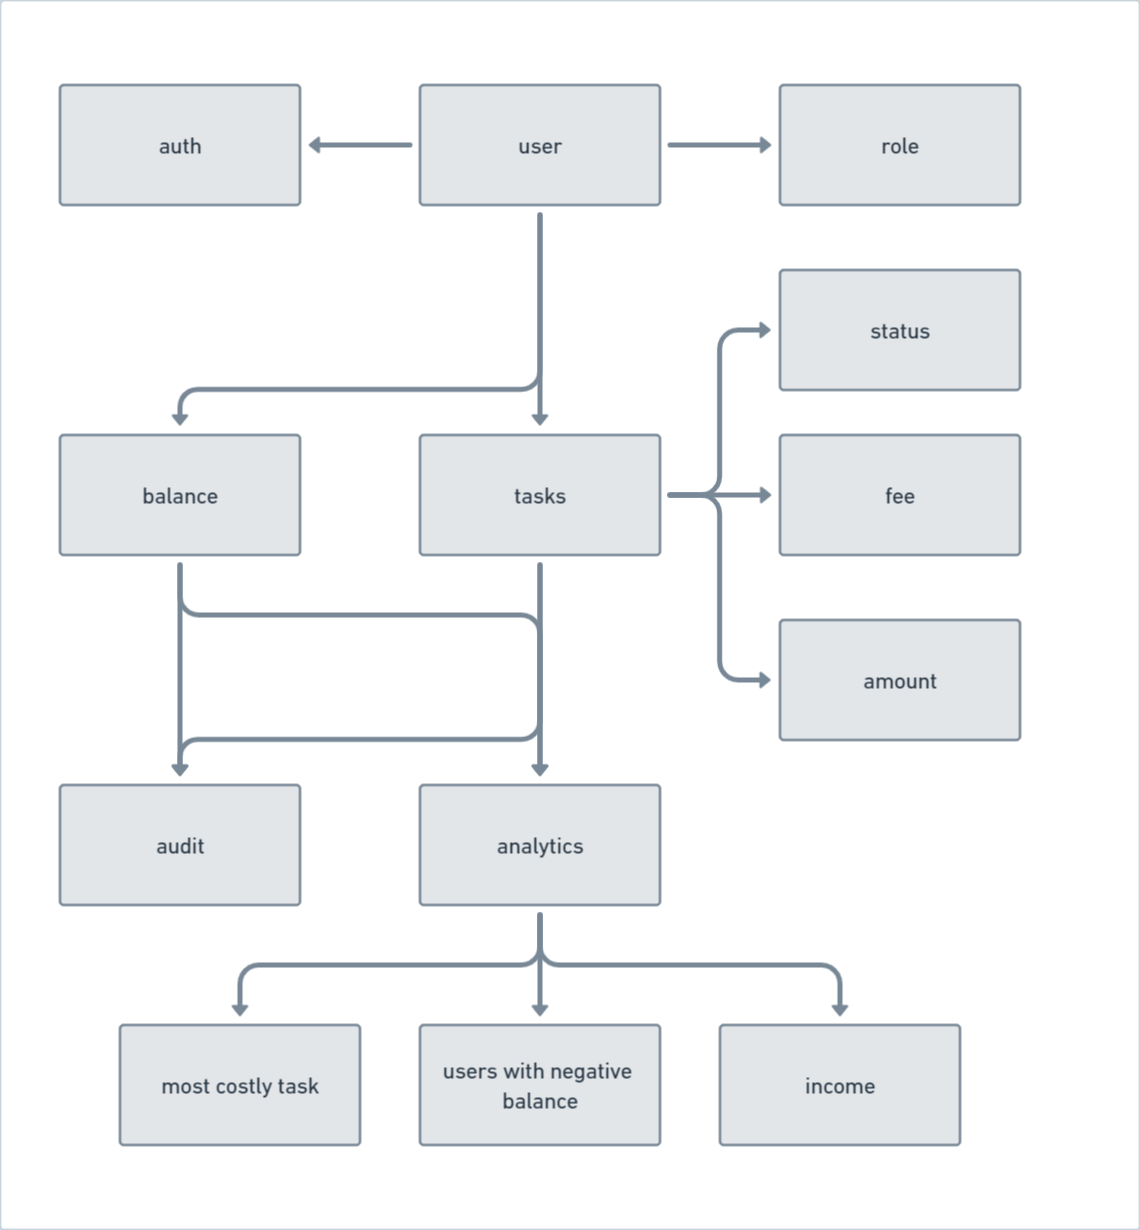 auth
user
role
status
balance
tasks
fee
amount
audit
analytics
most costly task
users with negative
balance
income